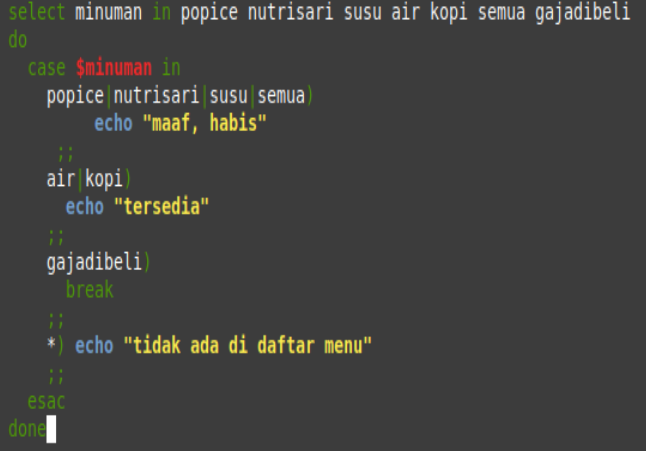 select minuman in popice nutrisari susu air kopi semua gajadibeli
do
case $minuman in
popice|nutrisari|susu|semua)
echo "maaf, habis"
;;
air|kopi)
echo "tersedia"
;;
gajadibeli)
break
;;
*) echo "tidak ada di daftar menu"
;;
esac
done